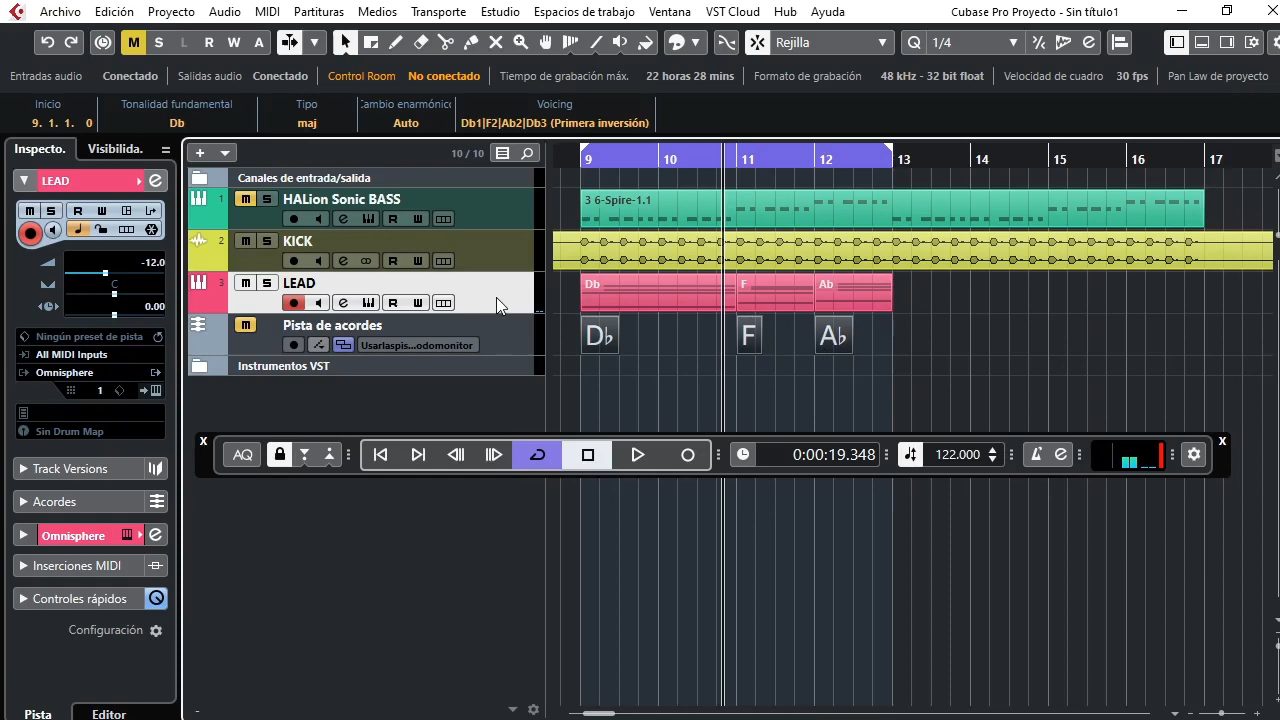 Archivo Edición Proyecto Audio MIDI Partituras Medios Transporte Estudio Espacios de trabajo Ventana VST Cloud Hub Ayuda Cubase Pro Proyecto - Sin título1
M S L R W A Rejilla Q 1/4
Entradas audio Conectado Salidas audio Conectado Control Room No conectado Tiempo de grabación máx. 22 horas 28 mins Formato de grabación 48 kHz - 32 bit float Velocidad de cuadro 30 fps Pan Law de proyecto
Inicio Tonalidad fundamental Tipo Cambio enarmónico Voicing
9. 1. 1. 0 Db maj Auto Db1|F2|Ab2|Db3 (Primera inversión)
Inspecto. Visibilida. + 10 / 10 9 10 11 12 13 14 15 16 17
LEAD e
Canales de entrada/salida
1 m s HALion Sonic BASS 3 6-Spire-1.1
m s R W
e R W
-12.0
2 m s KICK
C
e R W
0.00
3 m s LEAD Db F Ab
e R W
Ningún preset de pista
All MIDI Inputs
m Pista de acordes D♭ F A♭
Usarlaspis...odomonitor
Omnisphere
Instrumentos VST
1
Sin Drum Map
X AQ 0:00:19.348 122.000 e X
Track Versions
Acordes
Omnisphere e
Inserciones MIDI
Controles rápidos
Configuración
Pista Editor